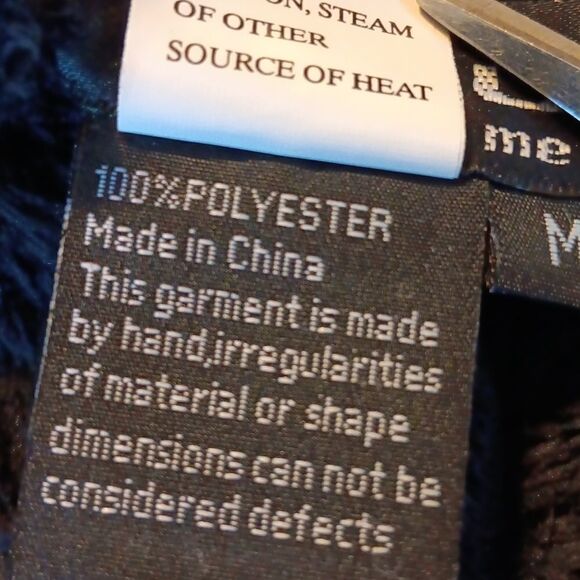 STEAM
OF OTHER
SOURCE OF HEAT
me
M
100%POLYESTER
Made in China
This garment is made
by hand,irregularities
of material or shape
dimensions can not be
considered defects